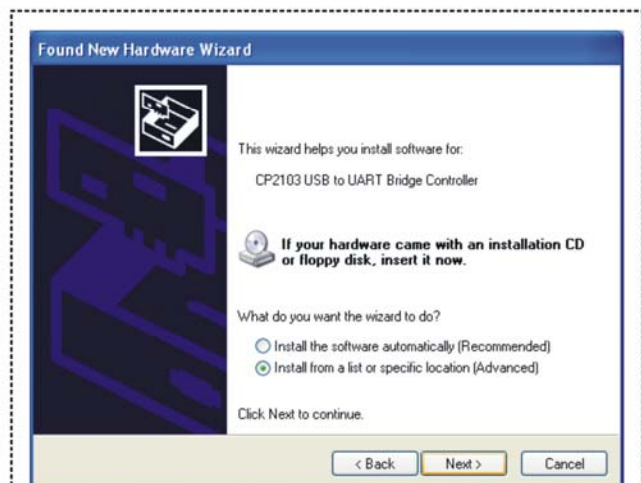 Found New Hardware Wizard
This wizard helps you install software for:
CP2103 USB to UART Bridge Controller
If your hardware came with an installation CD
or floppy disk, insert it now.
What do you want the wizard to do?
Install the software automatically (Recommended)
Install from a list or specific location (Advanced)
Click Next to continue.
< Back Next > Cancel